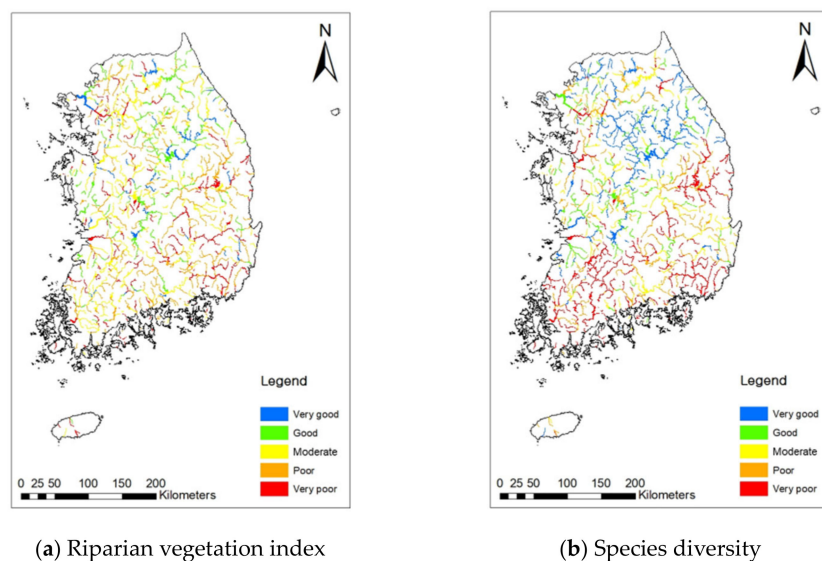 N
Legend
Very good
Good
Moderate
Poor
Very poor
0 25 50 100 150 200
Kilometers
(a) Riparian vegetation index
N
Legend
Very good
Good
Moderate
Poor
Very poor
0 25 50 100 150 200
Kilometers
(b) Species diversity